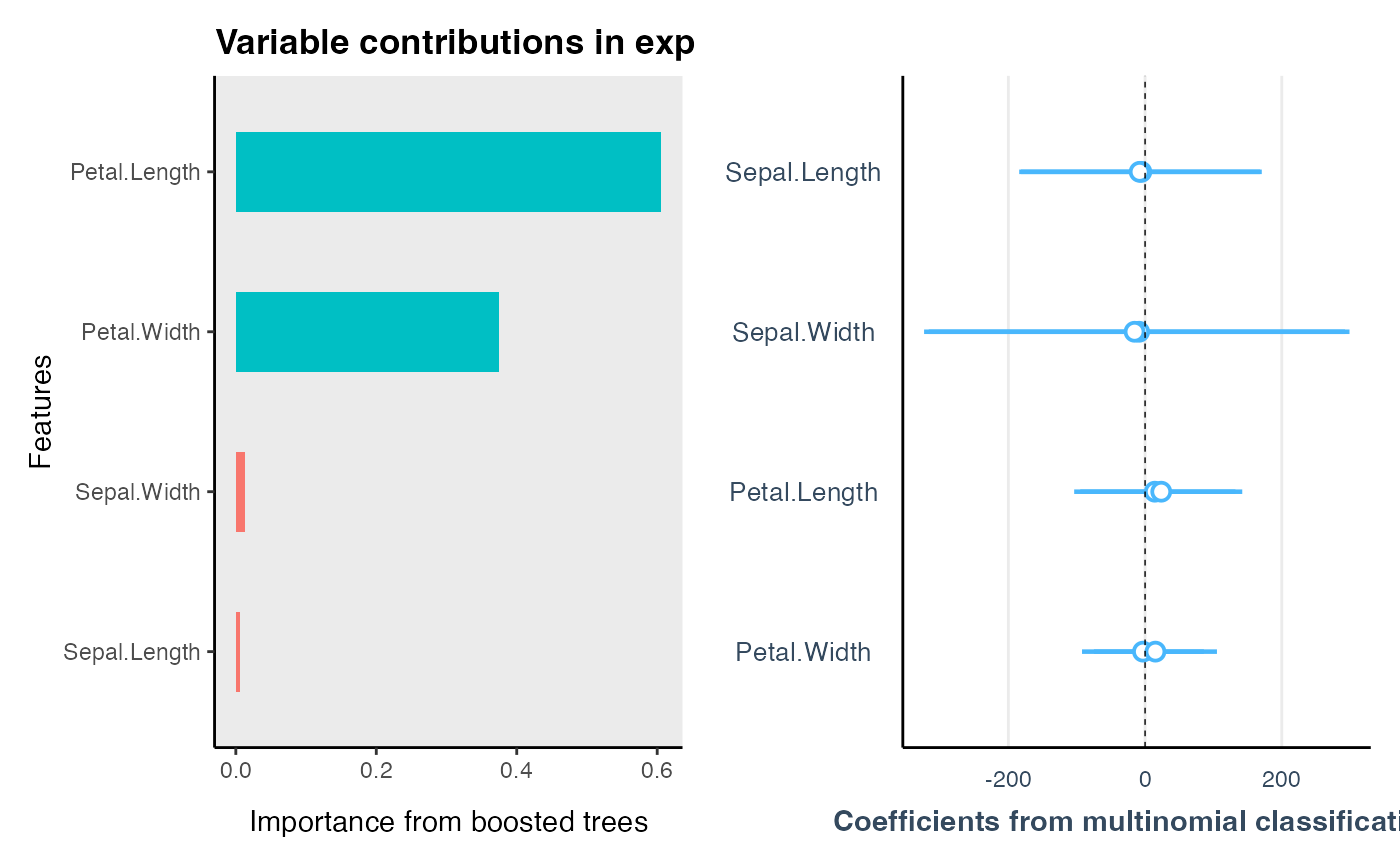 Variable contributions in exp
Features
Petal.Length
Petal.Width
Sepal.Width
Sepal.Length
0.0 0.2 0.4 0.6
Importance from boosted trees
Sepal.Length
Sepal.Width
Petal.Length
Petal.Width
-200 0 200
Coefficients from multinomial classificati